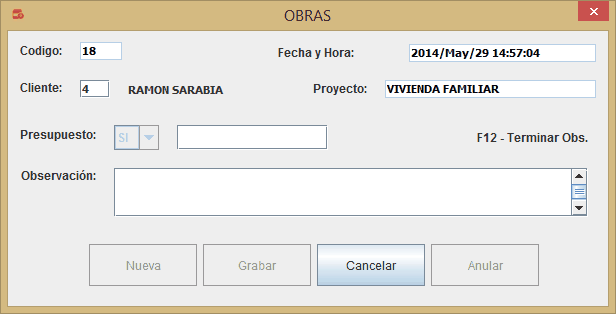 OBRAS
Codigo: 18 Fecha y Hora: 2014/May/29 14:57:04
Cliente: 4 RAMON SARABIA Proyecto: VIVIENDA FAMILIAR
Presupuesto: SI F12 - Terminar Obs.
Observación:
Nueva Grabar Cancelar Anular